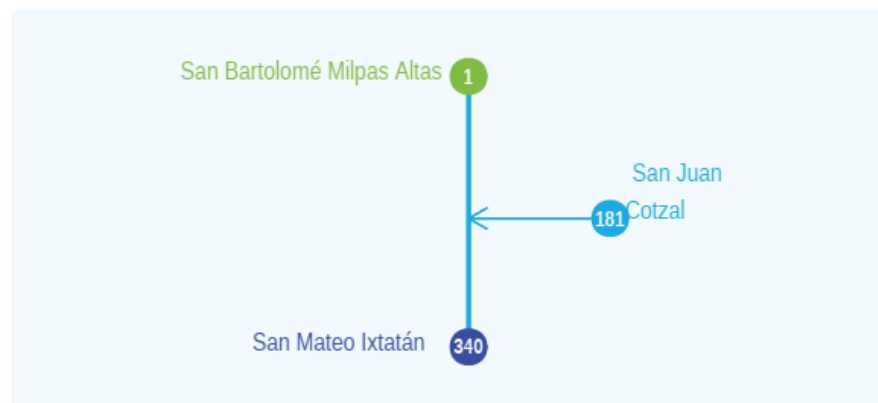 San Bartolomé Milpas Altas 1
San Juan
181 Cotzal
San Mateo Ixtatán 340